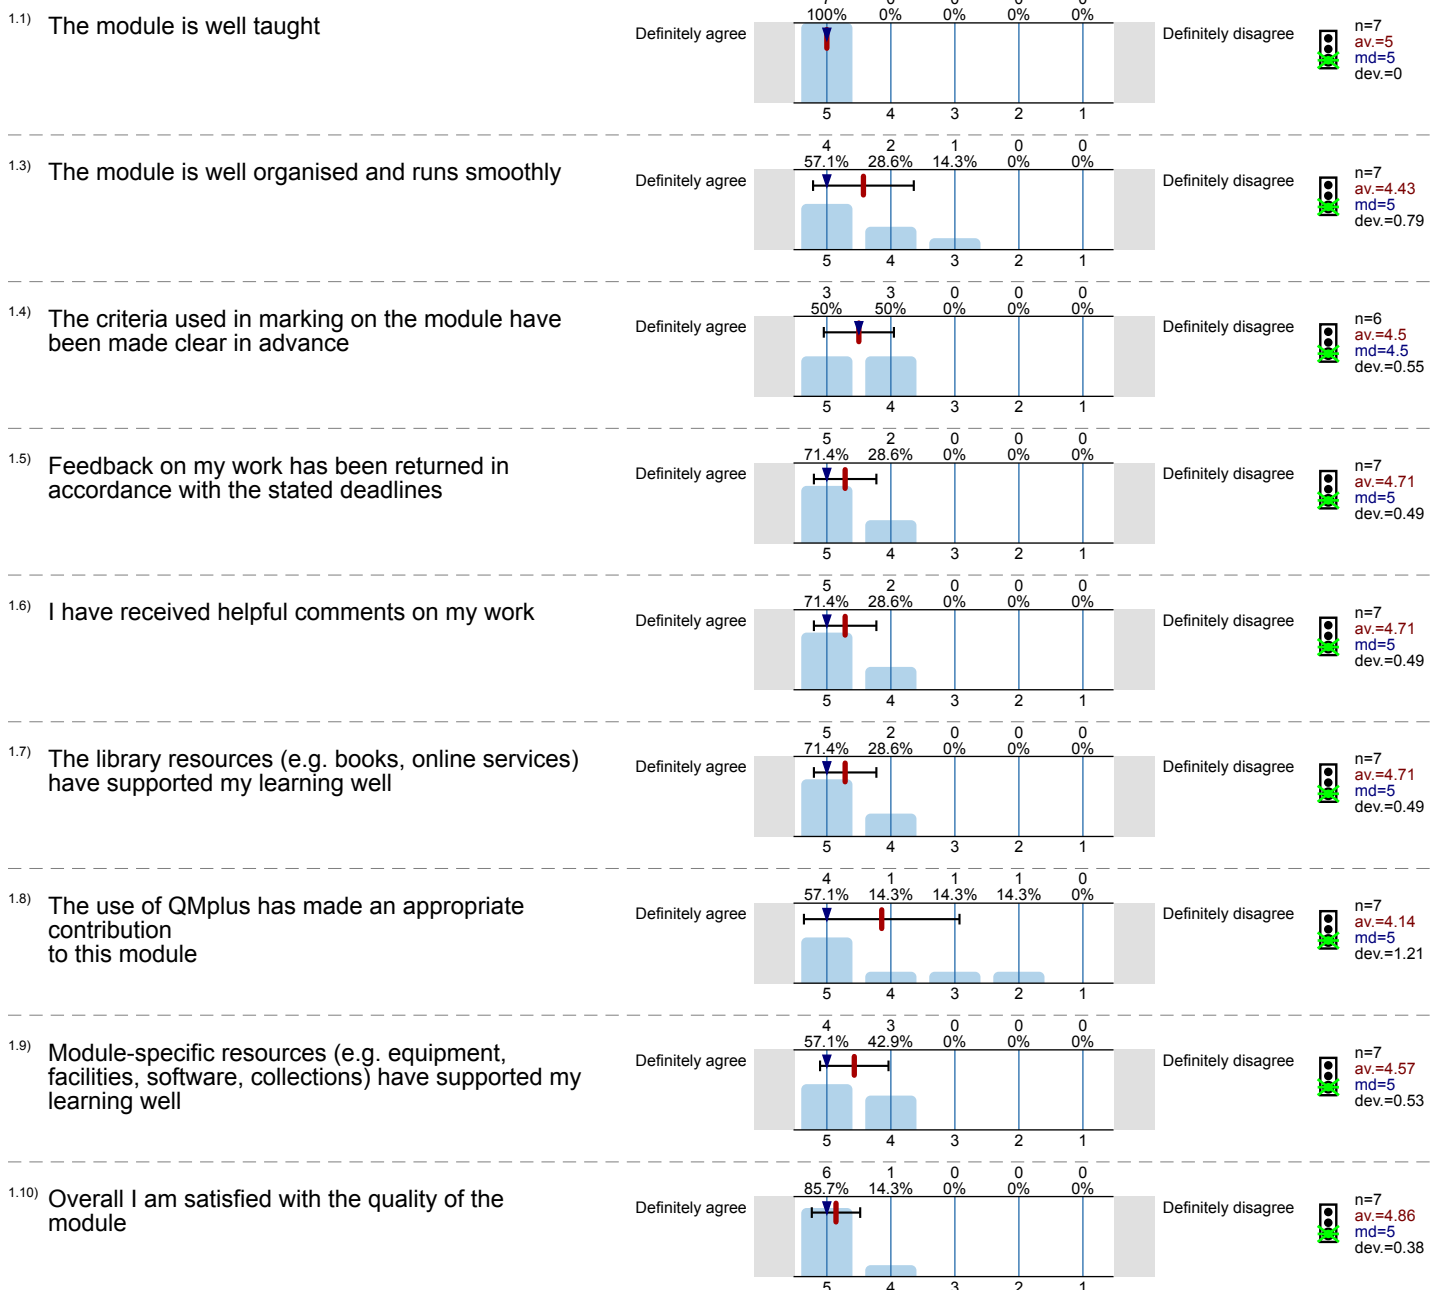 7 0 0 0 0
100% 0% 0% 0% 0%
1.1) The module is well taught
Definitely agree
Definitely disagree
n=7
av.=5
md=5
dev.=0
5 4 3 2 1
4 2 1 0 0
57.1% 28.6% 14.3% 0% 0%
1.3) The module is well organised and runs smoothly
Definitely agree
Definitely disagree
n=7
av.=4.43
md=5
dev.=0.79
5 4 3 2 1
3 3 0 0 0
50% 50% 0% 0% 0%
1.4) The criteria used in marking on the module have
been made clear in advance
Definitely agree
Definitely disagree
n=6
av.=4.5
md=4.5
dev.=0.55
5 4 3 2 1
5 2 0 0 0
71.4% 28.6% 0% 0% 0%
1.5) Feedback on my work has been returned in
accordance with the stated deadlines
Definitely agree
Definitely disagree
n=7
av.=4.71
md=5
dev.=0.49
5 4 3 2 1
5 2 0 0 0
71.4% 28.6% 0% 0% 0%
1.6) I have received helpful comments on my work
Definitely agree
Definitely disagree
n=7
av.=4.71
md=5
dev.=0.49
5 4 3 2 1
5 2 0 0 0
71.4% 28.6% 0% 0% 0%
1.7) The library resources (e.g. books, online services)
have supported my learning well
Definitely agree
Definitely disagree
n=7
av.=4.71
md=5
dev.=0.49
5 4 3 2 1
4 1 1 1 0
57.1% 14.3% 14.3% 14.3% 0%
1.8) The use of QMplus has made an appropriate
contribution
to this module
Definitely agree
Definitely disagree
n=7
av.=4.14
md=5
dev.=1.21
5 4 3 2 1
4 3 0 0 0
57.1% 42.9% 0% 0% 0%
1.9) Module-specific resources (e.g. equipment,
facilities, software, collections) have supported my
learning well
Definitely agree
Definitely disagree
n=7
av.=4.57
md=5
dev.=0.53
5 4 3 2 1
6 1 0 0 0
85.7% 14.3% 0% 0% 0%
1.10) Overall I am satisfied with the quality of the
module
Definitely agree
Definitely disagree
n=7
av.=4.86
md=5
dev.=0.38
5 4 3 2 1